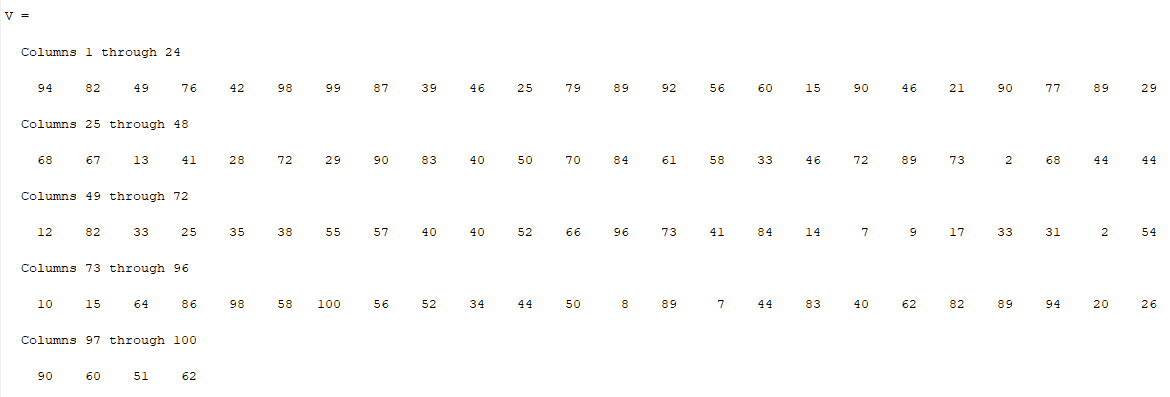 V =
Columns 1 through 24
94 82 49 76 42 98 99 87 39 46 25 79 89 92 56 60 15 90 46 21 90 77 89 29
Columns 25 through 48
68 67 13 41 28 72 29 90 83 40 50 70 84 61 58 33 46 72 89 73 2 68 44 44
Columns 49 through 72
12 82 33 25 35 38 55 57 40 40 52 66 96 73 41 84 14 7 9 17 33 31 2 54
Columns 73 through 96
10 15 64 86 98 58 100 56 52 34 44 50 8 89 7 44 83 40 62 82 89 94 20 26
Columns 97 through 100
90 60 51 62